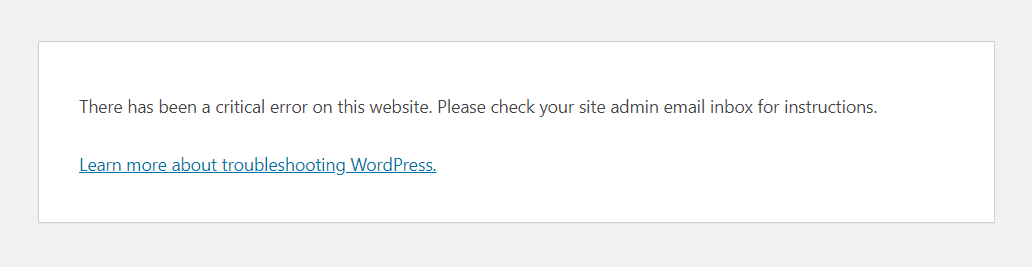 There has been a critical error on this website. Please check your site admin email inbox for instructions.
Learn more about troubleshooting WordPress.